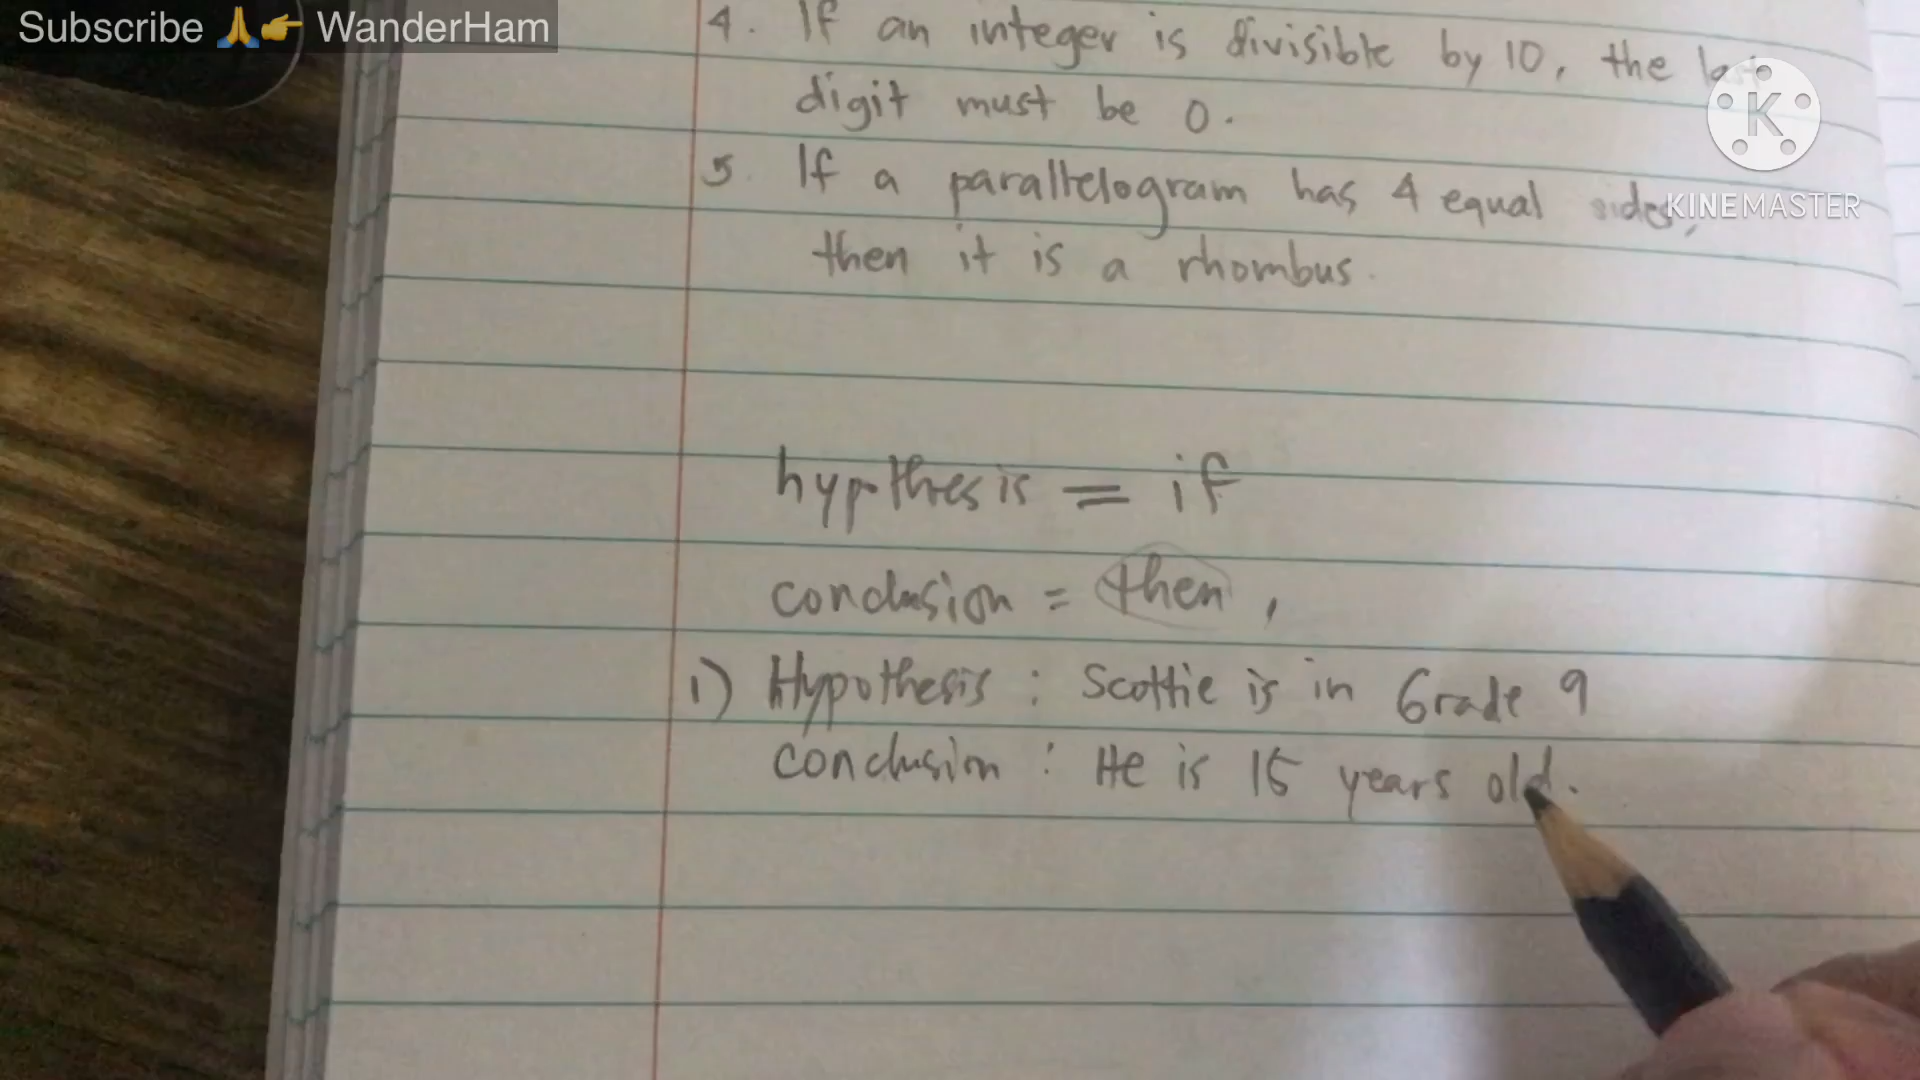 Subscribe 🙏👉 WanderHam
4. If an integer is divisible by 10, the last
digit must be 0.
5. If a parallelogram has 4 equal sides,
then it is a rhombus.
K
KINEMASTER
hypothesis = if
conclusion = then,
1) Hypothesis : Scottie is in Grade 9
conclusion : He is 15 years old.